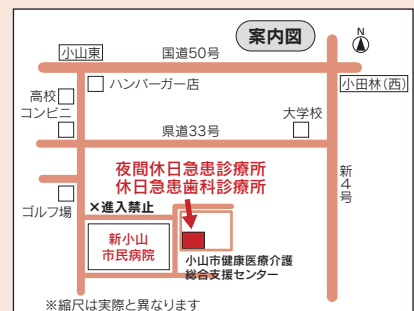 案内図
N
小山東
国道50号
小田林(西)
ハンバーガー店
高校
コンビニ
大学校
県道33号
夜間休日急患診療所
休日急患歯科診療所
新4号
ゴルフ場
×進入禁止
新小山
市民病院
小山市健康医療介護
総合支援センター
※縮尺は実際と異なります